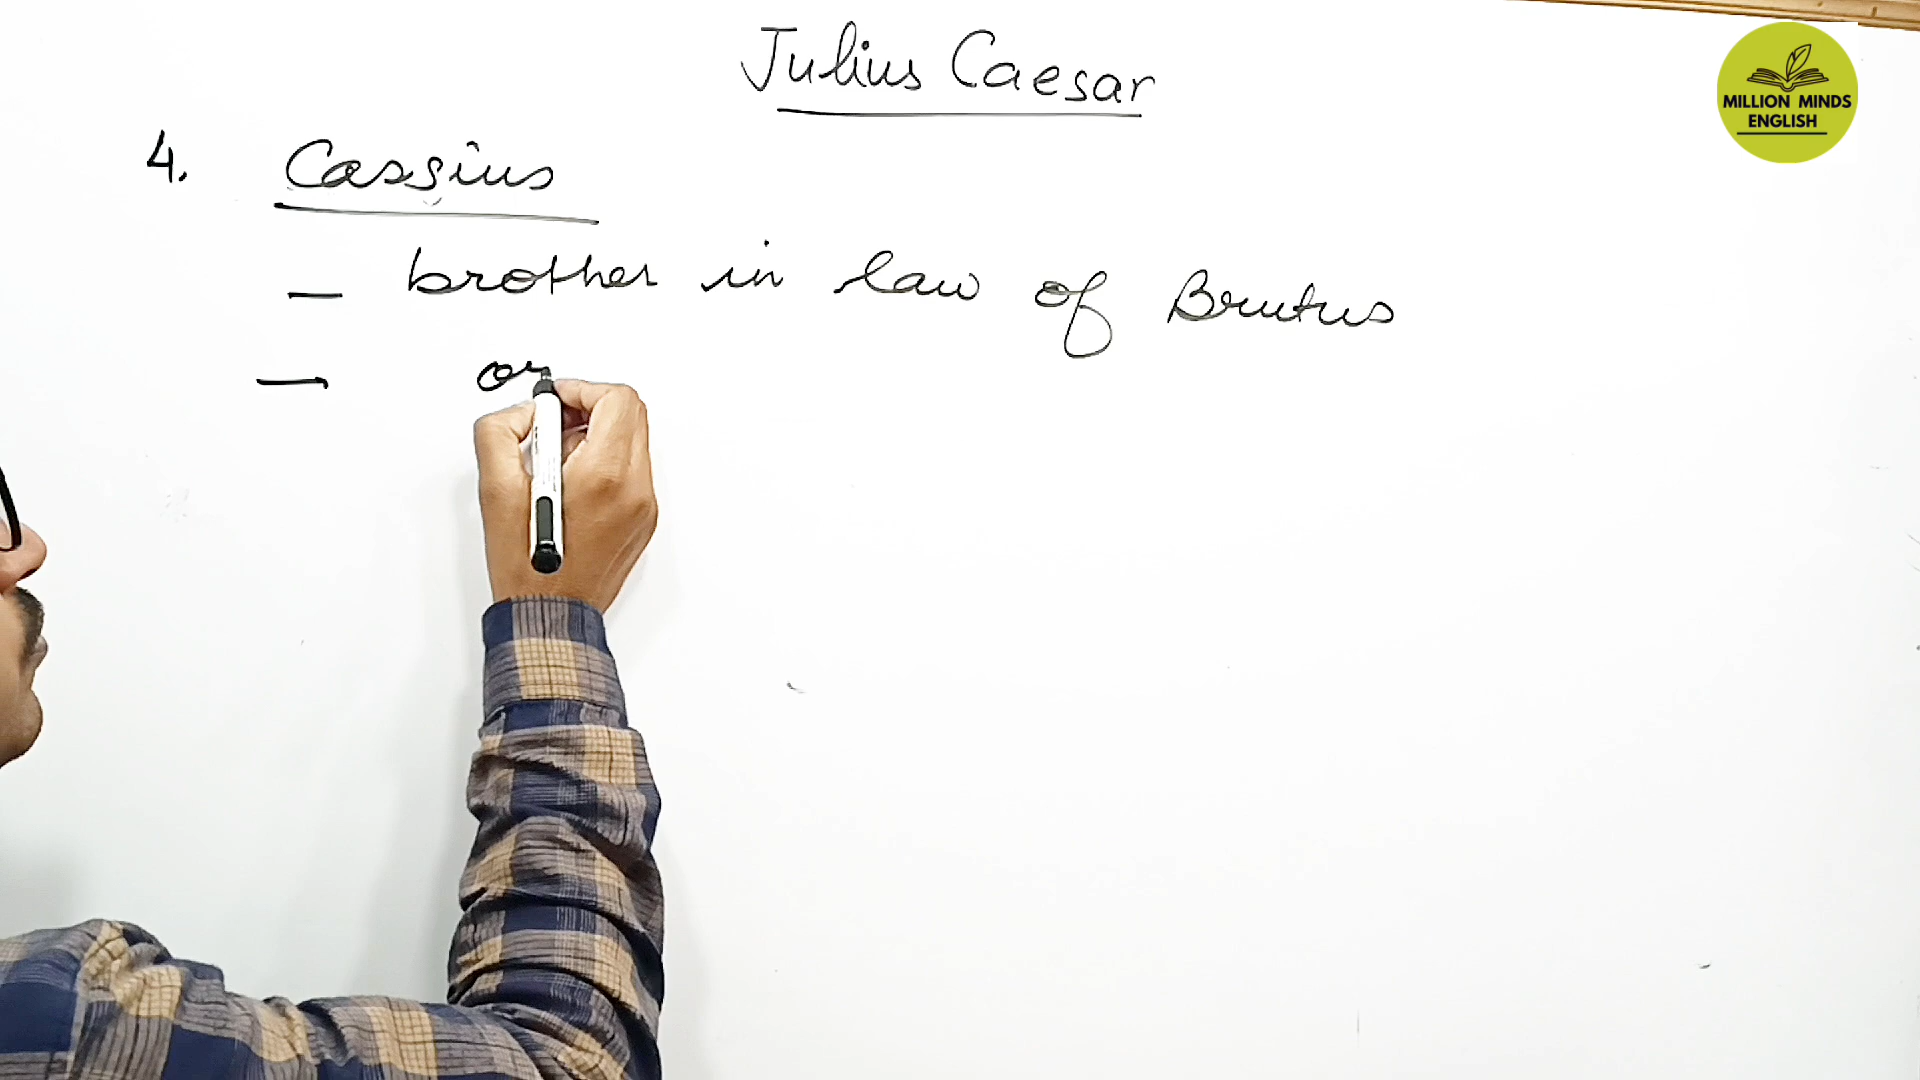 Julius Caesar
MILLION MINDS
ENGLISH
4. Cassius
– brother in law of Brutus
– or